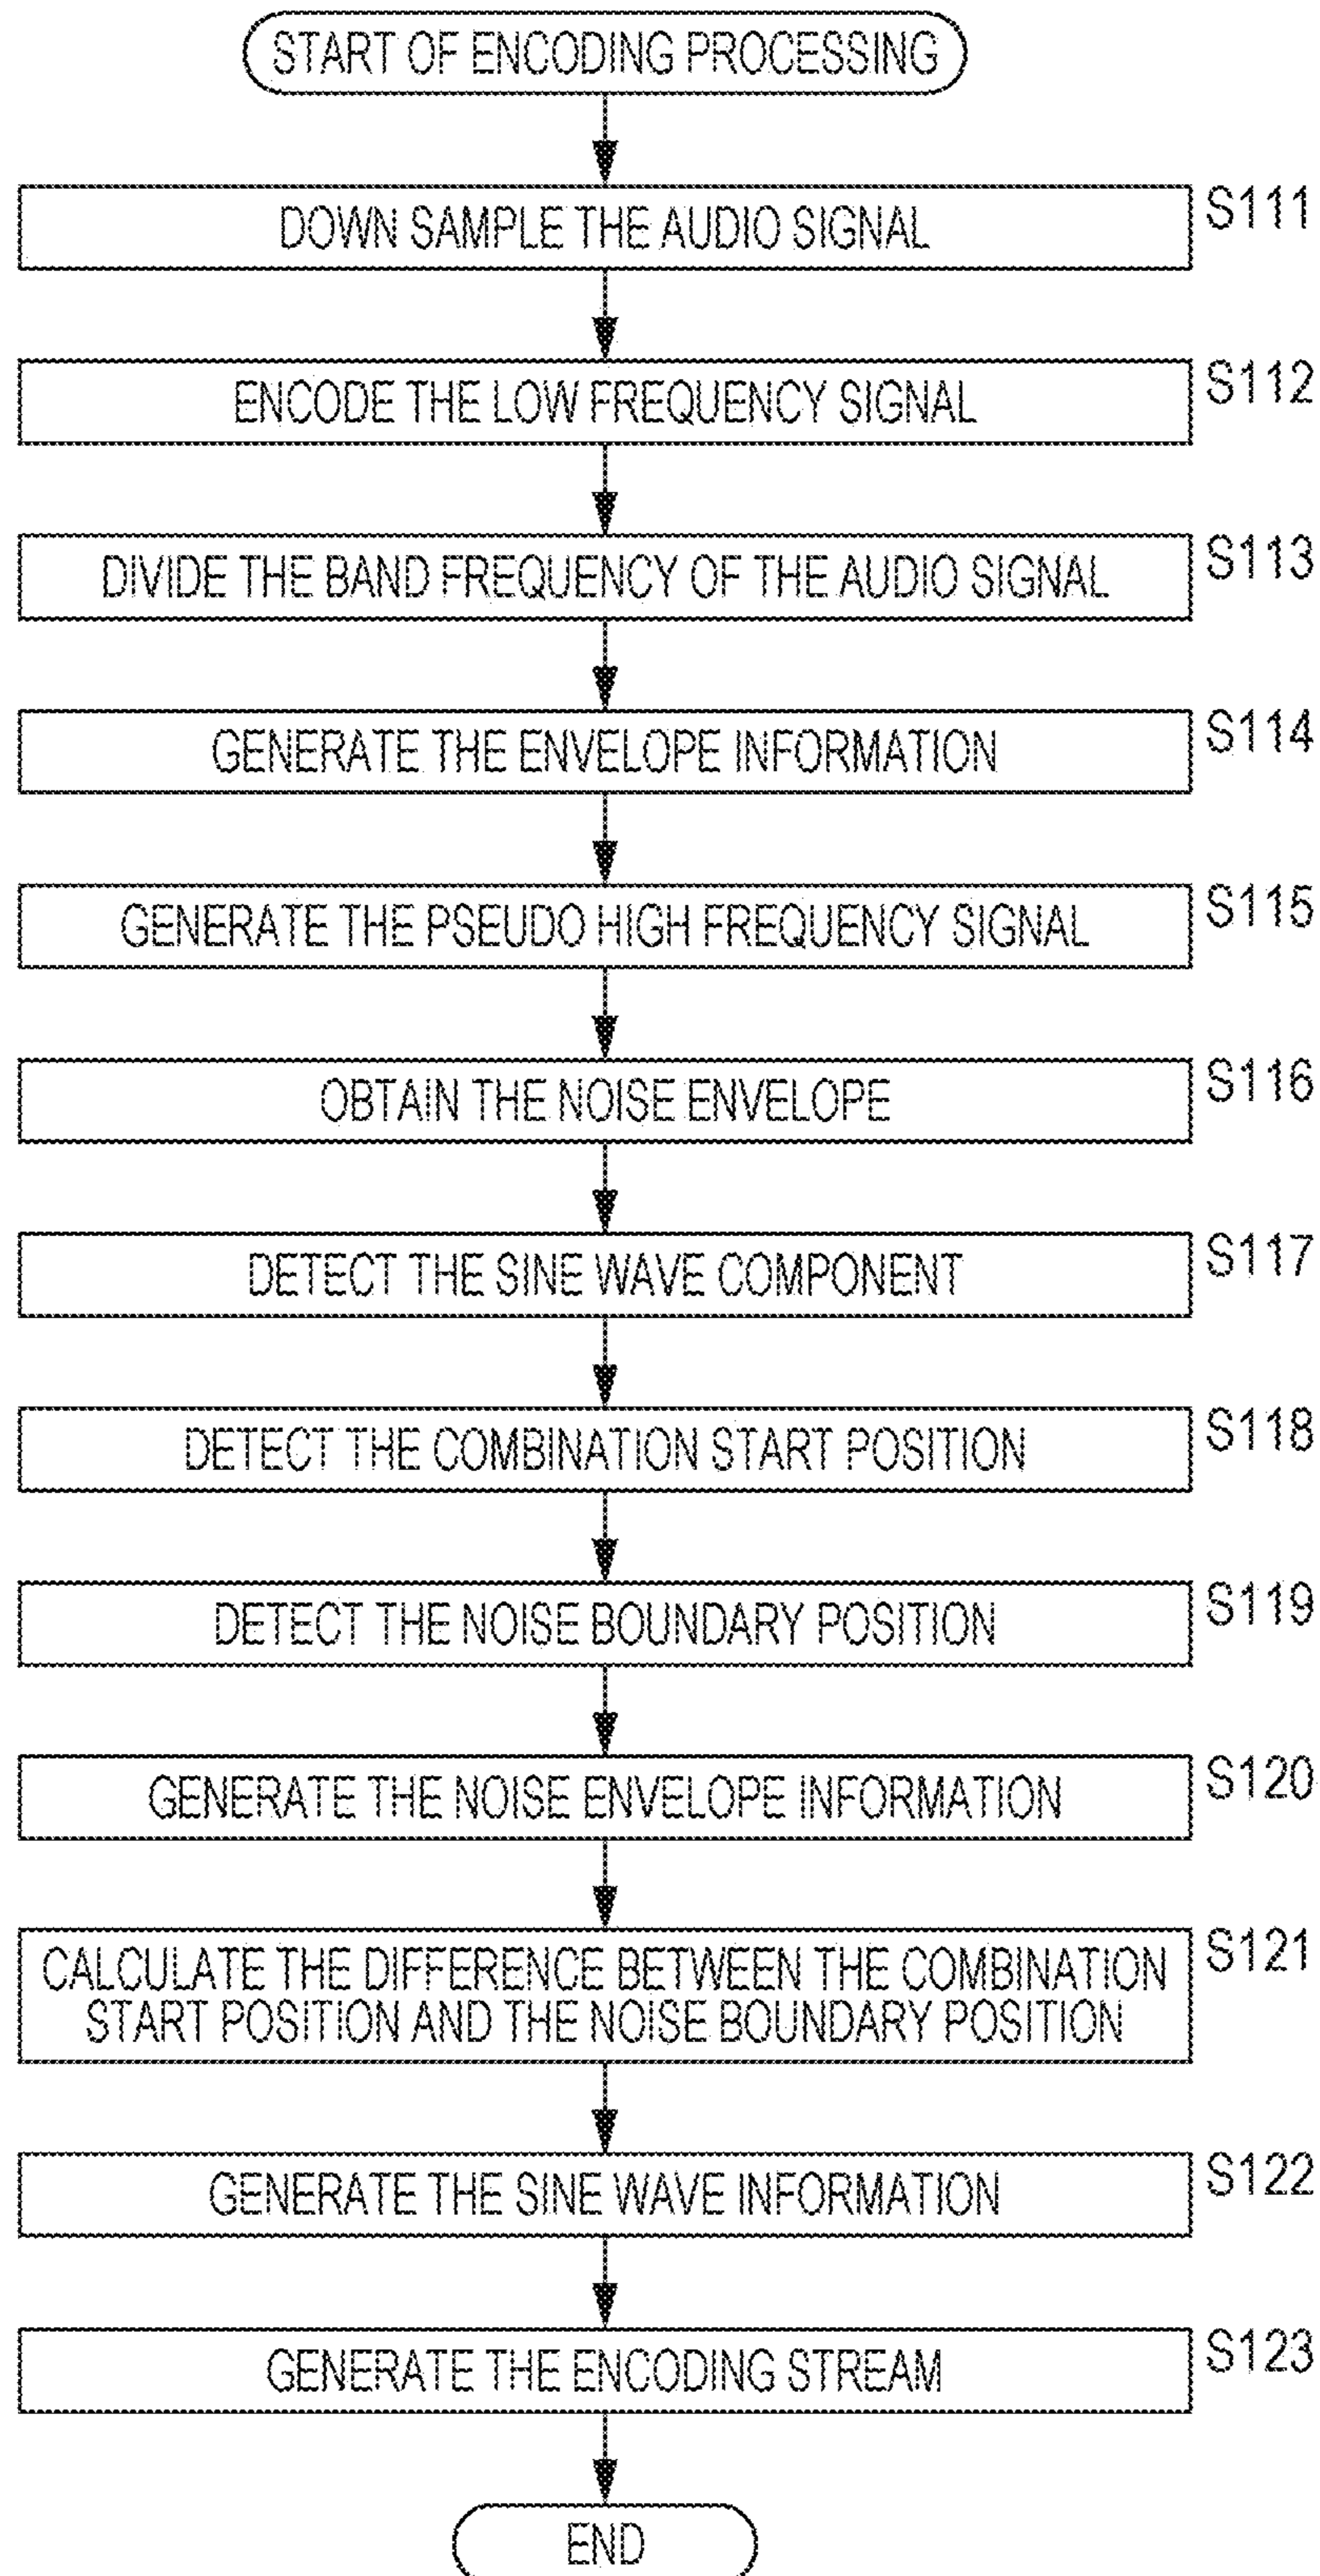 START OF ENCODING PROCESSING
DOWN SAMPLE THE AUDIO SIGNAL
S111
ENCODE THE LOW FREQUENCY SIGNAL
S112
DIVIDE THE BAND FREQUENCY OF THE AUDIO SIGNAL
S113
GENERATE THE ENVELOPE INFORMATION
S114
GENERATE THE PSEUDO HIGH FREQUENCY SIGNAL
S115
OBTAIN THE NOISE ENVELOPE
S116
DETECT THE SINE WAVE COMPONENT
S117
DETECT THE COMBINATION START POSITION
S118
DETECT THE NOISE BOUNDARY POSITION
S119
GENERATE THE NOISE ENVELOPE INFORMATION
S120
CALCULATE THE DIFFERENCE BETWEEN THE COMBINATION
START POSITION AND THE NOISE BOUNDARY POSITION
S121
GENERATE THE SINE WAVE INFORMATION
S122
GENERATE THE ENCODING STREAM
S123
END